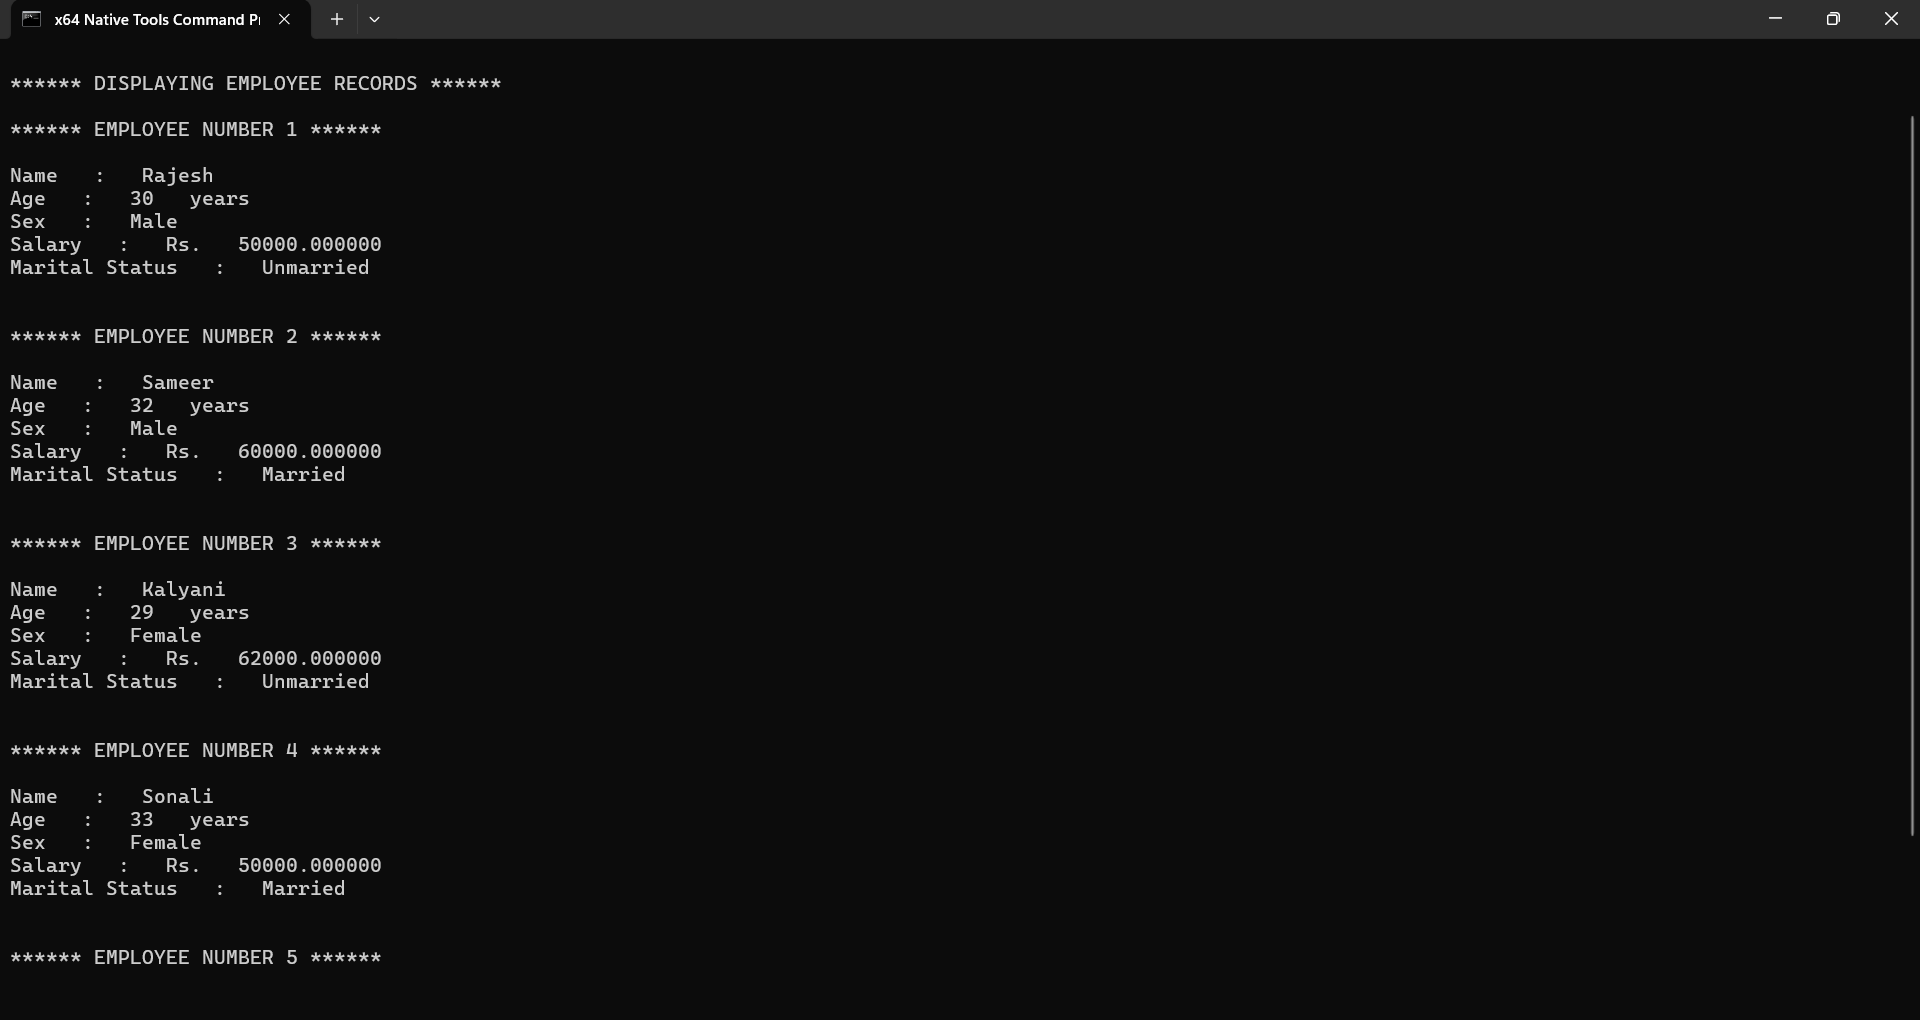 x64 Native Tools Command P
****** DISPLAYING EMPLOYEE RECORDS ******
****** EMPLOYEE NUMBER 1 ******
Name   :   Rajesh
Age   :   30   years
Sex   :   Male
Salary   :   Rs.   50000.000000
Marital Status   :   Unmarried
****** EMPLOYEE NUMBER 2 ******
Name   :   Sameer
Age   :   32   years
Sex   :   Male
Salary   :   Rs.   60000.000000
Marital Status   :   Married
****** EMPLOYEE NUMBER 3 ******
Name   :   Kalyani
Age   :   29   years
Sex   :   Female
Salary   :   Rs.   62000.000000
Marital Status   :   Unmarried
****** EMPLOYEE NUMBER 4 ******
Name   :   Sonali
Age   :   33   years
Sex   :   Female
Salary   :   Rs.   50000.000000
Marital Status   :   Married
****** EMPLOYEE NUMBER 5 ******